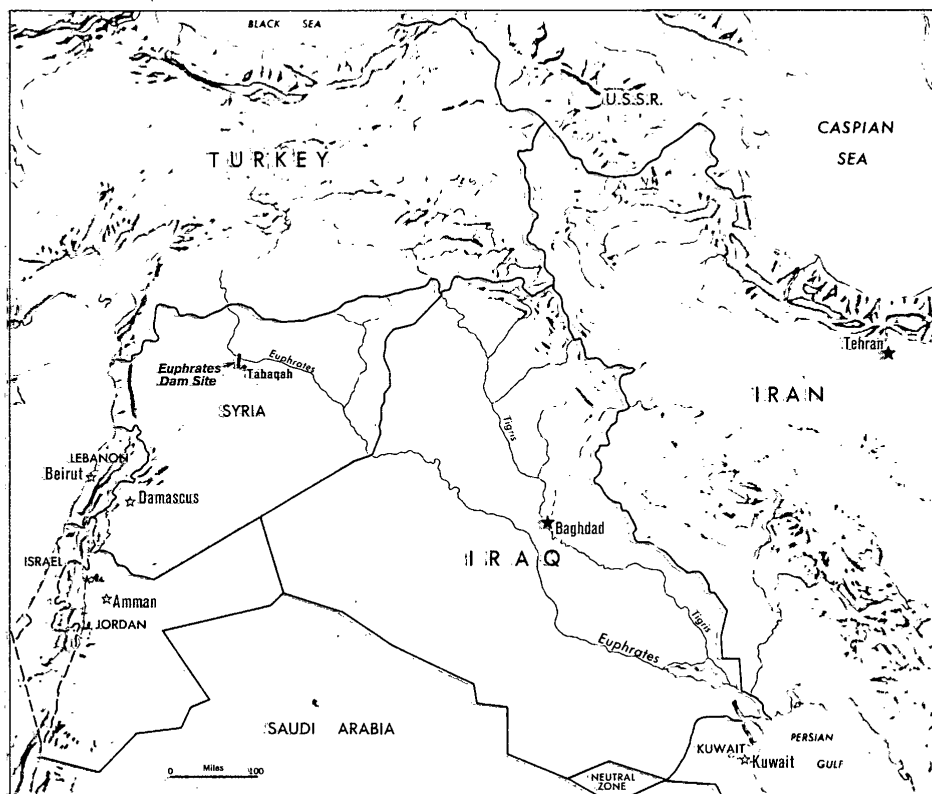 BLACK SEA
U.S.S.R.
CASPIAN
SEA
TURKEY
Tehran
Euphrates
Euphrates
Dam Site
Tabaqah
IRAN
SYRIA
Tigris
LEBANON
Beirut
Damascus
Baghdad
ISRAEL
IRAQ
Amman
JORDAN
Tigris
Euphrates
SAUDI ARABIA
PERSIAN
GULF
KUWAIT
Kuwait
Miles
0 100
NEUTRAL
ZONE